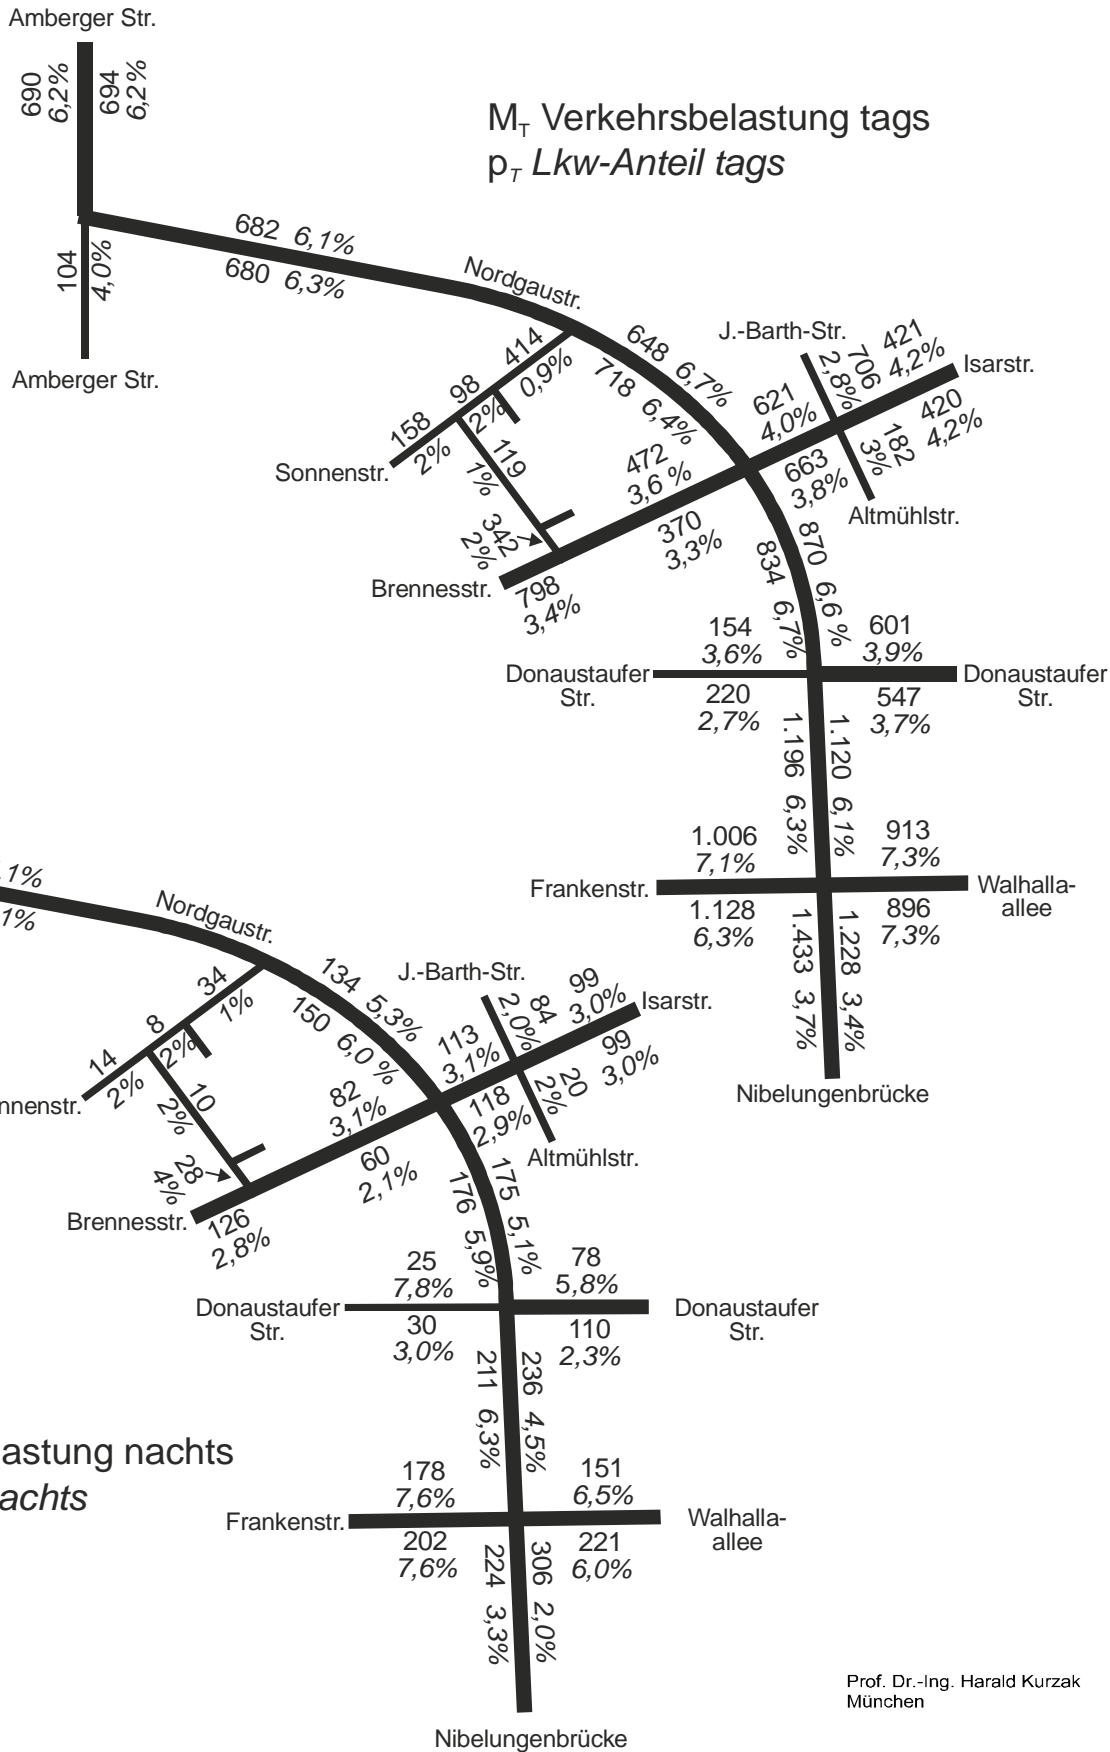 Amberger Str.
690
6,2%
694
6,2%
M_T Verkehrsbelastung tags
p_T Lkw-Anteil tags
682 6,1%
680 6,3%
104
4,0%
Amberger Str.
Nordgaustr.
648 6,7%
718 6,4%
414
0,9%
98
2%
158
2%
Sonnenstr.
119
1%
342
2%
Brennesstr.
798
3,4%
472
3,6 %
370
3,3%
J.-Barth-Str.
706
2,8%
421
4,2%
Isarstr.
420
4,2%
621
4,0%
663
3,8%
182
3%
Altmühlstr.
870 6,6 %
834 6,7%
154
3,6%
601
3,9%
Donaustaufer
Str.
Donaustaufer
Str.
220
2,7%
547
3,7%
1.196 6,3%
1.120 6,1%
1.006
7,1%
913
7,3%
Frankenstr.
Walhalla-
allee
1.128
6,3%
896
7,3%
1.433 3,7%
1.228 3,4%
Nibelungenbrücke
,1%
1%
Nordgaustr.
134 5,3%
150 6,0 %
34
1%
8
2%
14
2%
nnenstr.
10
2%
28
4%
Brennesstr.
126
2,8%
82
3,1%
60
2,1%
J.-Barth-Str.
84
2,0%
99
3,0%
Isarstr.
99
3,0%
113
3,1%
118
2,9%
20
2%
Altmühlstr.
175 5,1%
176 5,9%
25
7,8%
78
5,8%
Donaustaufer
Str.
Donaustaufer
Str.
30
3,0%
110
2,3%
211 6,3%
236 4,5%
lastung nachts
achts
178
7,6%
151
6,5%
Frankenstr.
Walhalla-
allee
202
7,6%
221
6,0%
224 3,3%
306 2,0%
Nibelungenbrücke
Prof. Dr.-Ing. Harald Kurzak
München